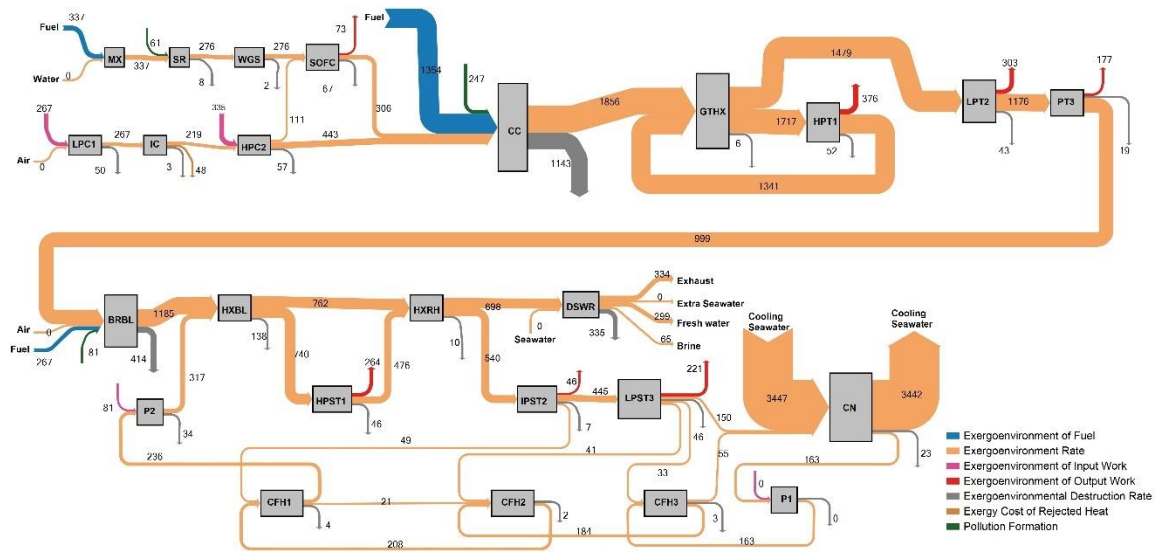 Fuel
337
MX
337
Water
0
61
SR
276
8
WGS
276
2
SOFC
73
67
306
Fuel
1354
247
CC
1143
1856
267
Air
0
LPC1
267
50
IC
219
3
48
335
HPC2
111
443
57
GTHX
6
1717
HPT1
376
52
1341
1479
LPT2
303
43
1176
PT3
177
19
999
BRBL
Air
0
Fuel
267
81
414
1185
HXBL
138
762
740
HPST1
264
46
476
HXRH
10
698
540
Seawater
0
DSWR
335
334
Exhaust
0
Extra Seawater
299
Fresh water
65
Brine
81
P2
34
317
236
IPST2
46
7
445
LPST3
221
46
150
49
41
33
55
Cooling
Seawater
3447
CN
Cooling
Seawater
3442
23
163
0
P1
0
163
CFH1
4
21
CFH2
2
208
184
CFH3
3
Exergoenvironment of Fuel
Exergoenvironment Rate
Exergoenvironment of Input Work
Exergoenvironment of Output Work
Exergoenvironmental Destruction Rate
Exergy Cost of Rejected Heat
Pollution Formation